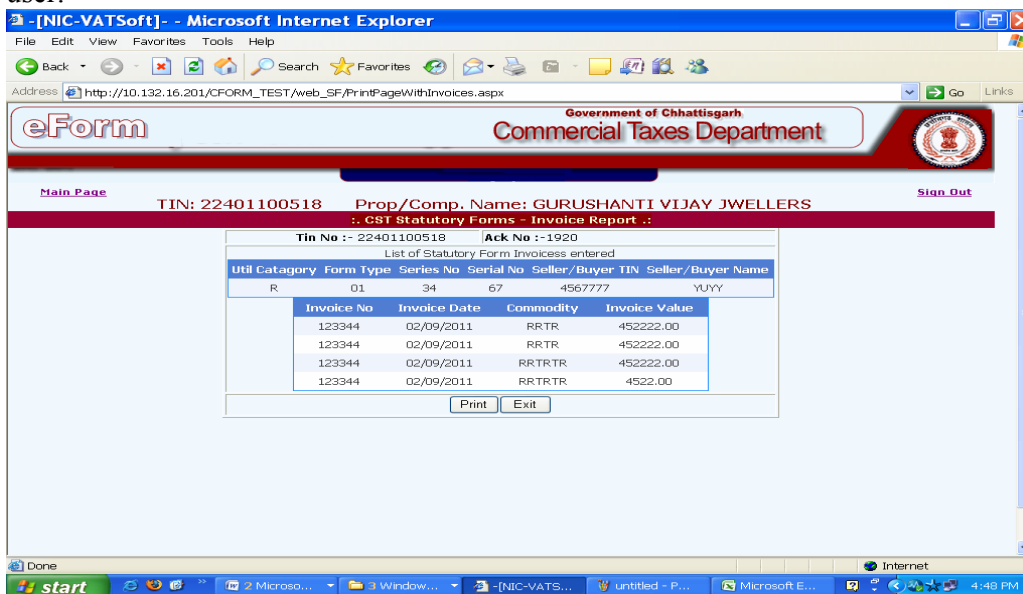 user.
-[NIC-VATSoft]- - Microsoft Internet Explorer
File Edit View Favorites Tools Help
Back Search Favorites
Address http://10.132.16.201/CFORM_TEST/web_SF/PrintPageWithInvoices.aspx Go Links
eForm
Government of Chhattisgarh
Commercial Taxes Department
Main Page Sign Out
TIN: 22401100518 Prop/Comp. Name: GURUSHANTI VIJAY JWELLERS
:. CST Statutory Forms - Invoice Report .:
Tin No :- 22401100518 Ack No :-1920
List of Statutory Form Invoicess entered
Util Catagory Form Type Series No Serial No Seller/Buyer TIN Seller/Buyer Name
R 01 34 67 4567777 YUYY
Invoice No Invoice Date Commodity Invoice Value
123344 02/09/2011 RRTR 452222.00
123344 02/09/2011 RRTR 452222.00
123344 02/09/2011 RRTRTR 452222.00
123344 02/09/2011 RRTRTR 4522.00
Print Exit
Done Internet
start 2 Microso... 3 Window... -[NIC-VATS... untitled - P... Microsoft E... 4:48 PM